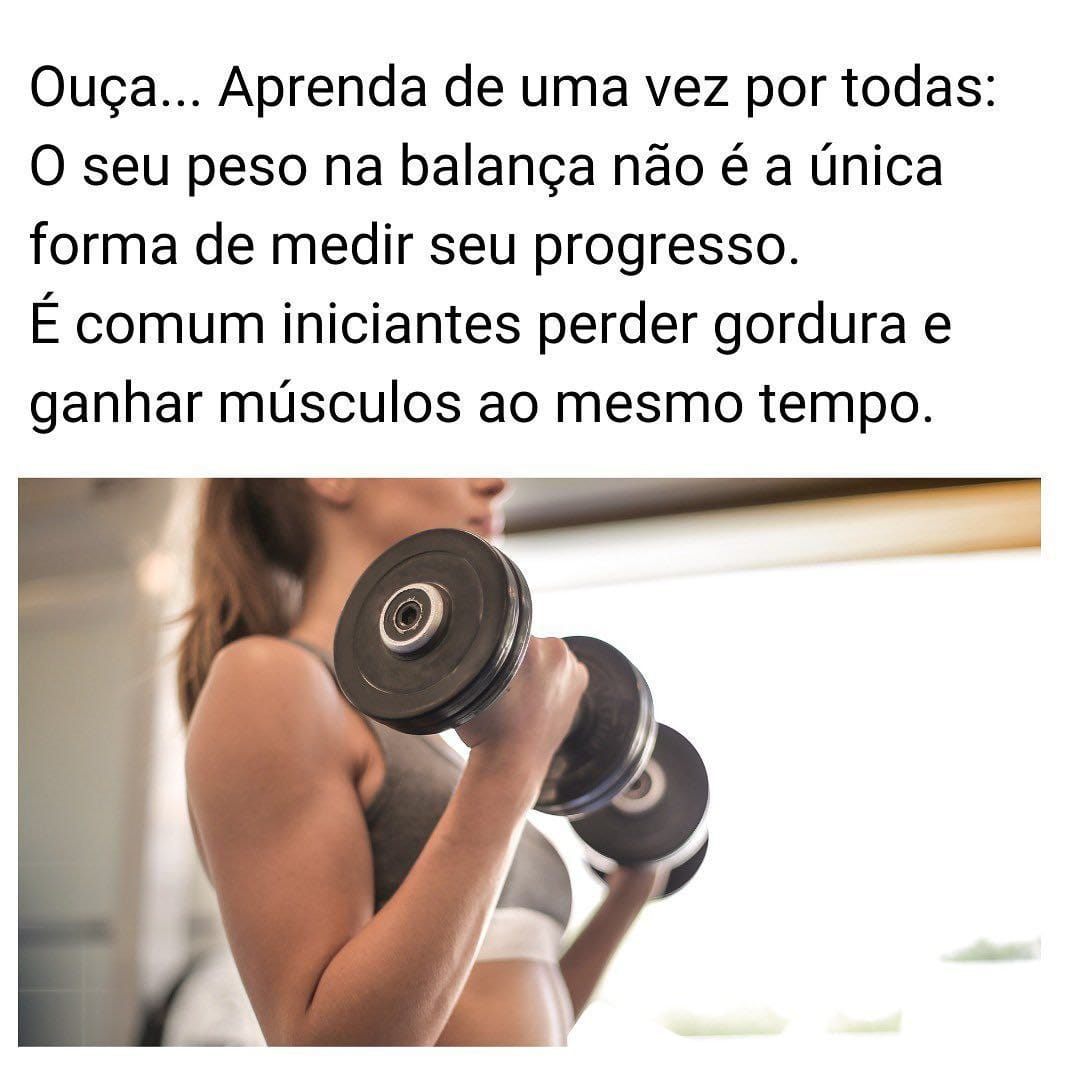 Ouça... Aprenda de uma vez por todas:
O seu peso na balança não é a única
forma de medir seu progresso.
É comum iniciantes perder gordura e
ganhar músculos ao mesmo tempo.